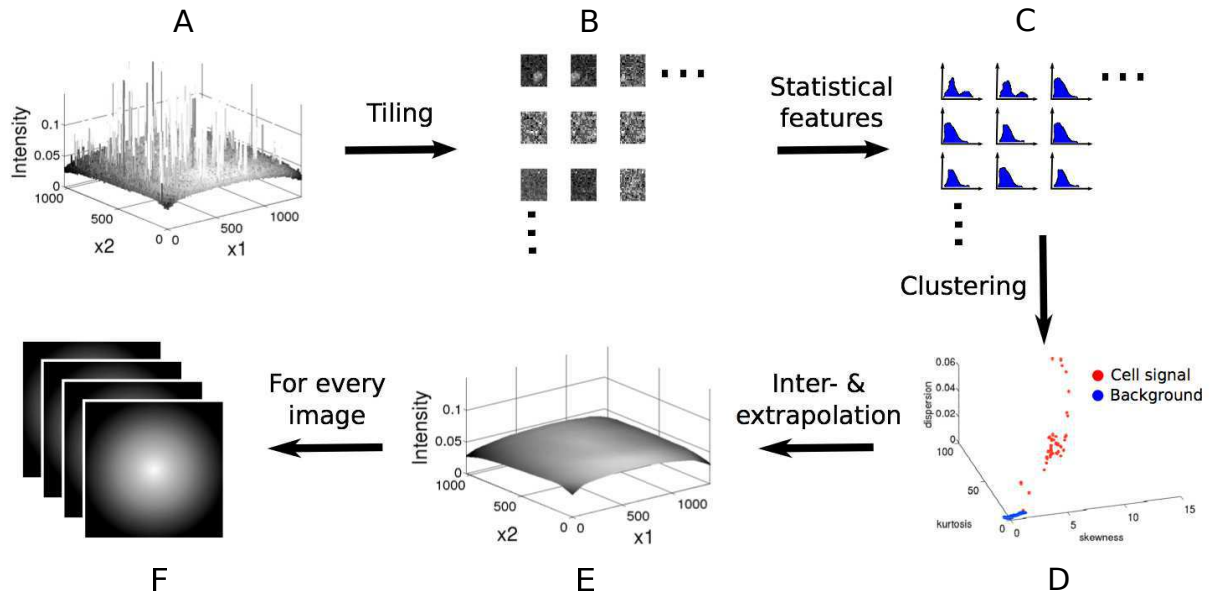 A
B
C
Intensity
0.1
0.05
0
1000
500
0
0
500
1000
x2
x1
Tiling
Statistical
features
Clustering
0.06
0.04
0.02
0
dispersion
100
50
0
kurtosis
0
5
10
15
skewness
Cell signal
Background
Inter- &
extrapolation
Intensity
0.1
0.05
0
1000
500
0
0
500
1000
x2
x1
For every
image
F
E
D